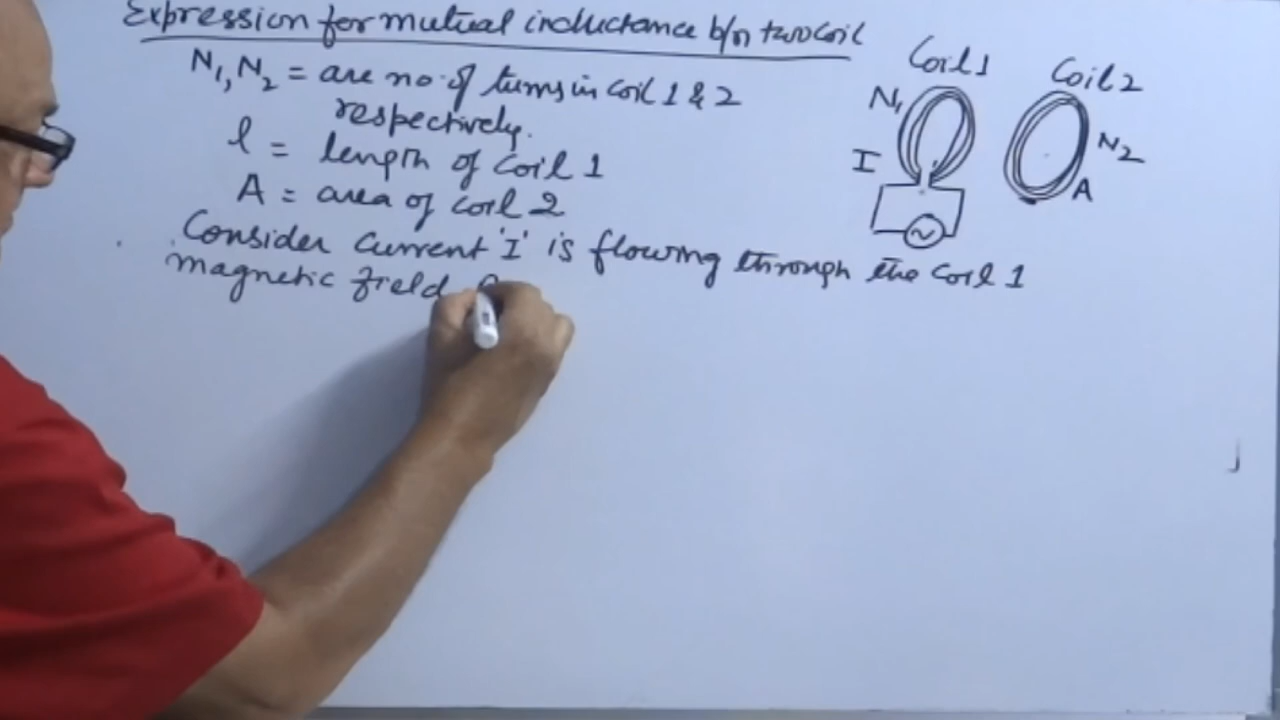 Expression for mutual inductance b/n two coil
N1, N2 = are no. of turns in coil 1 & 2
respectively.
l = length of coil 1
A = area of coil 2
Consider current 'I' is flowing through the coil 1
magnetic field
Coil 1
N1
I
Coil 2
N2
A